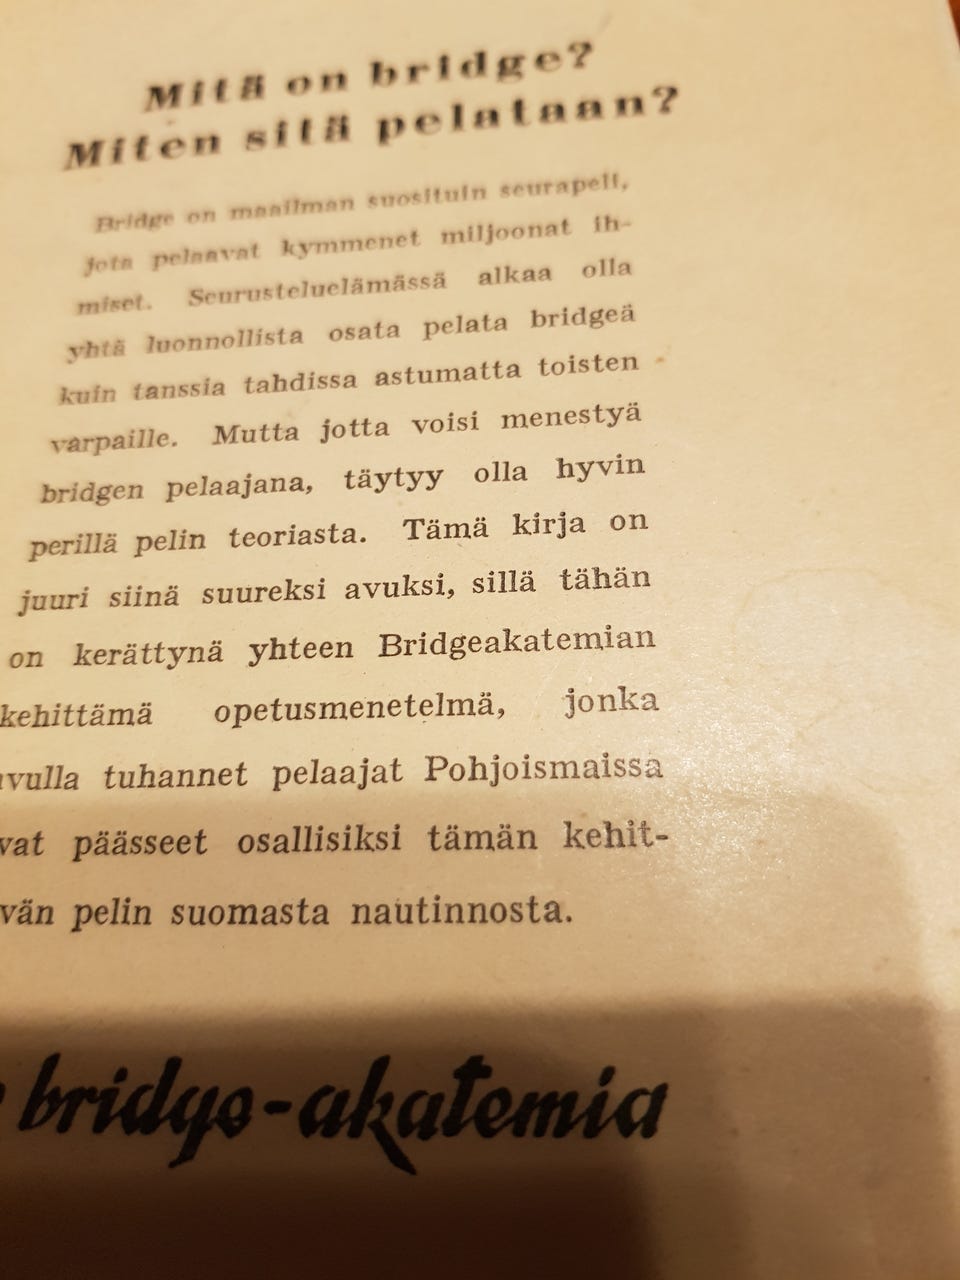 Mitä on bridge?
Miten sitä pelataan?
Bridge on maailman suosituin seurapeli,
jota pelaavat kymmenet miljoonat ih-
miset. Seurusteluelämässä alkaa olla
yhtä luonnollista osata pelata bridgeä
kuin tanssia tahdissa astumatta toisten
varpaille. Mutta jotta voisi menestyä
bridgen pelaajana, täytyy olla hyvin
perillä pelin teoriasta. Tämä kirja on
juuri siinä suureksi avuksi, sillä tähän
on kerättynä yhteen Bridgeakatemian
kehittämä opetusmenetelmä, jonka
avulla tuhannet pelaajat Pohjoismaissa
vat päässeet osallisiksi tämän kehit-
vän pelin suomasta nautinnosta.
bridge-akatemia